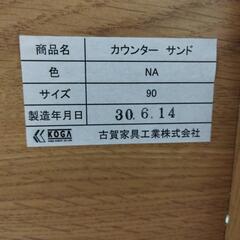 商品名 カウンター サンド
色 NA
サイズ 90
製造年月日 30.6.14
KOGA 古賀家具工業株式会社